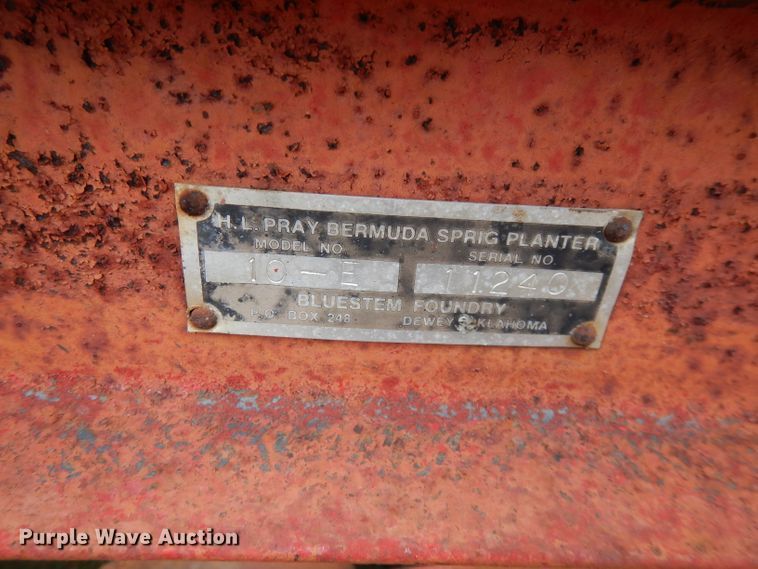 H. L. PRAY BERMUDA SPRIG PLANTER
MODEL NO. SERIAL NO.
10-E 11240
BLUESTEM FOUNDRY
P.O. BOX 248 DEWEY OKLAHOMA
Purple Wave Auction